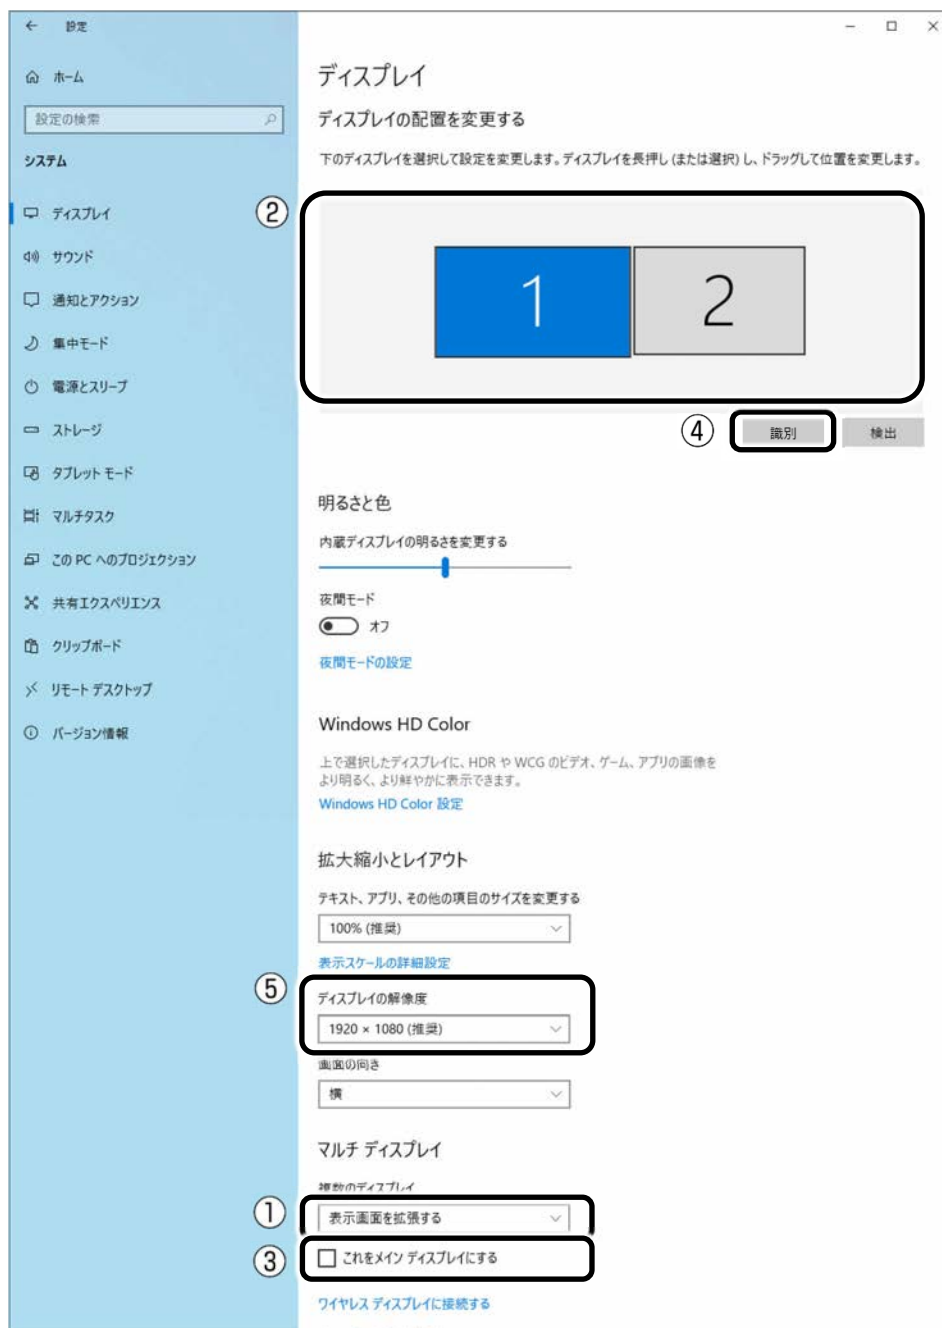 設定
ホーム
設定の検索
システム
ディスプレイ
サウンド
通知とアクション
集中モード
電源とスリープ
ストレージ
タブレット モード
マルチタスク
この PC へのプロジェクション
共有エクスペリエンス
クリップボード
リモート デスクトップ
バージョン情報
ディスプレイ
ディスプレイの配置を変更する
下のディスプレイを選択して設定を変更します。ディスプレイを長押し (または選択) し、ドラッグして位置を変更します。
②
1 2
④ 識別 検出
明るさと色
内蔵ディスプレイの明るさを変更する
夜間モード
オフ
夜間モードの設定
Windows HD Color
上で選択したディスプレイに、HDR や WCG のビデオ、ゲーム、アプリの画像を
より明るく、より鮮やかに表示できます。
Windows HD Color 設定
拡大縮小とレイアウト
テキスト、アプリ、その他の項目のサイズを変更する
100% (推奨)
表示スケールの詳細設定
⑤ ディスプレイの解像度
1920 × 1080 (推奨)
画面の向き
横
マルチ ディスプレイ
複数のディスプレイ
① 表示画面を拡張する
③ これをメイン ディスプレイにする
ワイヤレス ディスプレイに接続する